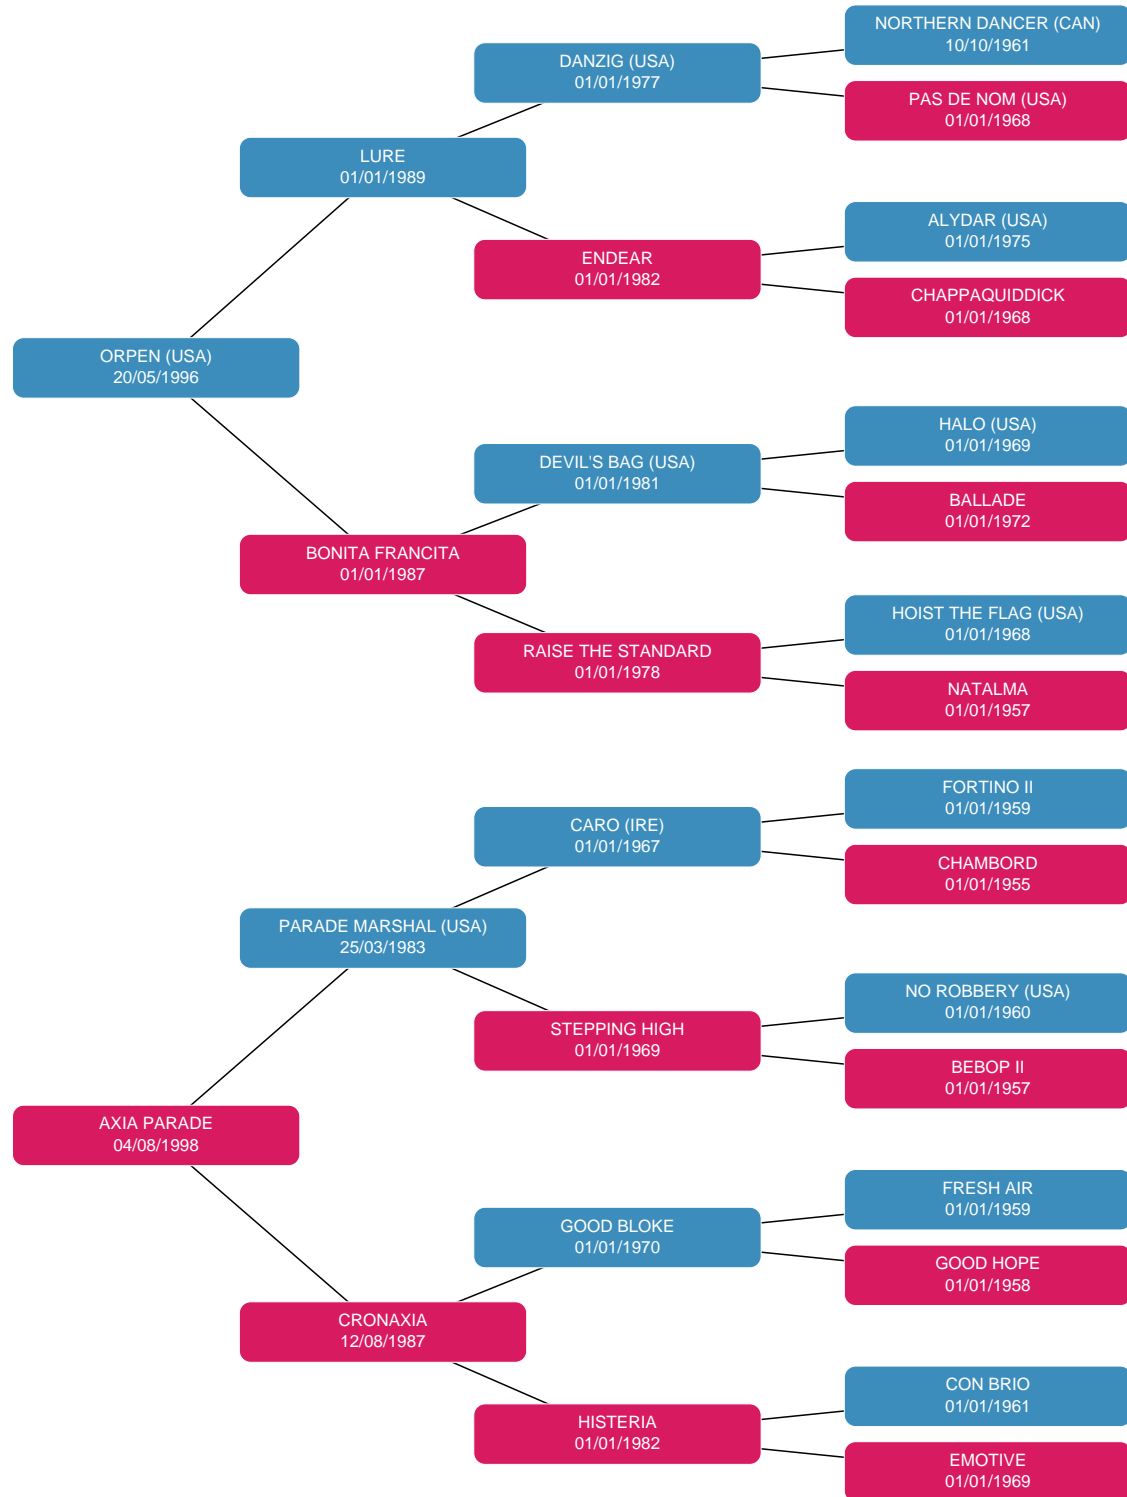 NORTHERN DANCER (CAN)
10/10/1961
DANZIG (USA)
01/01/1977
PAS DE NOM (USA)
01/01/1968
LURE
01/01/1989
ALYDAR (USA)
01/01/1975
ENDEAR
01/01/1982
CHAPPAQUIDDICK
01/01/1968
ORPEN (USA)
20/05/1996
HALO (USA)
01/01/1969
DEVIL'S BAG (USA)
01/01/1981
BALLADE
01/01/1972
BONITA FRANCITA
01/01/1987
HOIST THE FLAG (USA)
01/01/1968
RAISE THE STANDARD
01/01/1978
NATALMA
01/01/1957
FORTINO II
01/01/1959
CARO (IRE)
01/01/1967
CHAMBORD
01/01/1955
PARADE MARSHAL (USA)
25/03/1983
NO ROBBERY (USA)
01/01/1960
STEPPING HIGH
01/01/1969
BEBOP II
01/01/1957
AXIA PARADE
04/08/1998
FRESH AIR
01/01/1959
GOOD BLOKE
01/01/1970
GOOD HOPE
01/01/1958
CRONAXIA
12/08/1987
CON BRIO
01/01/1961
HISTERIA
01/01/1982
EMOTIVE
01/01/1969